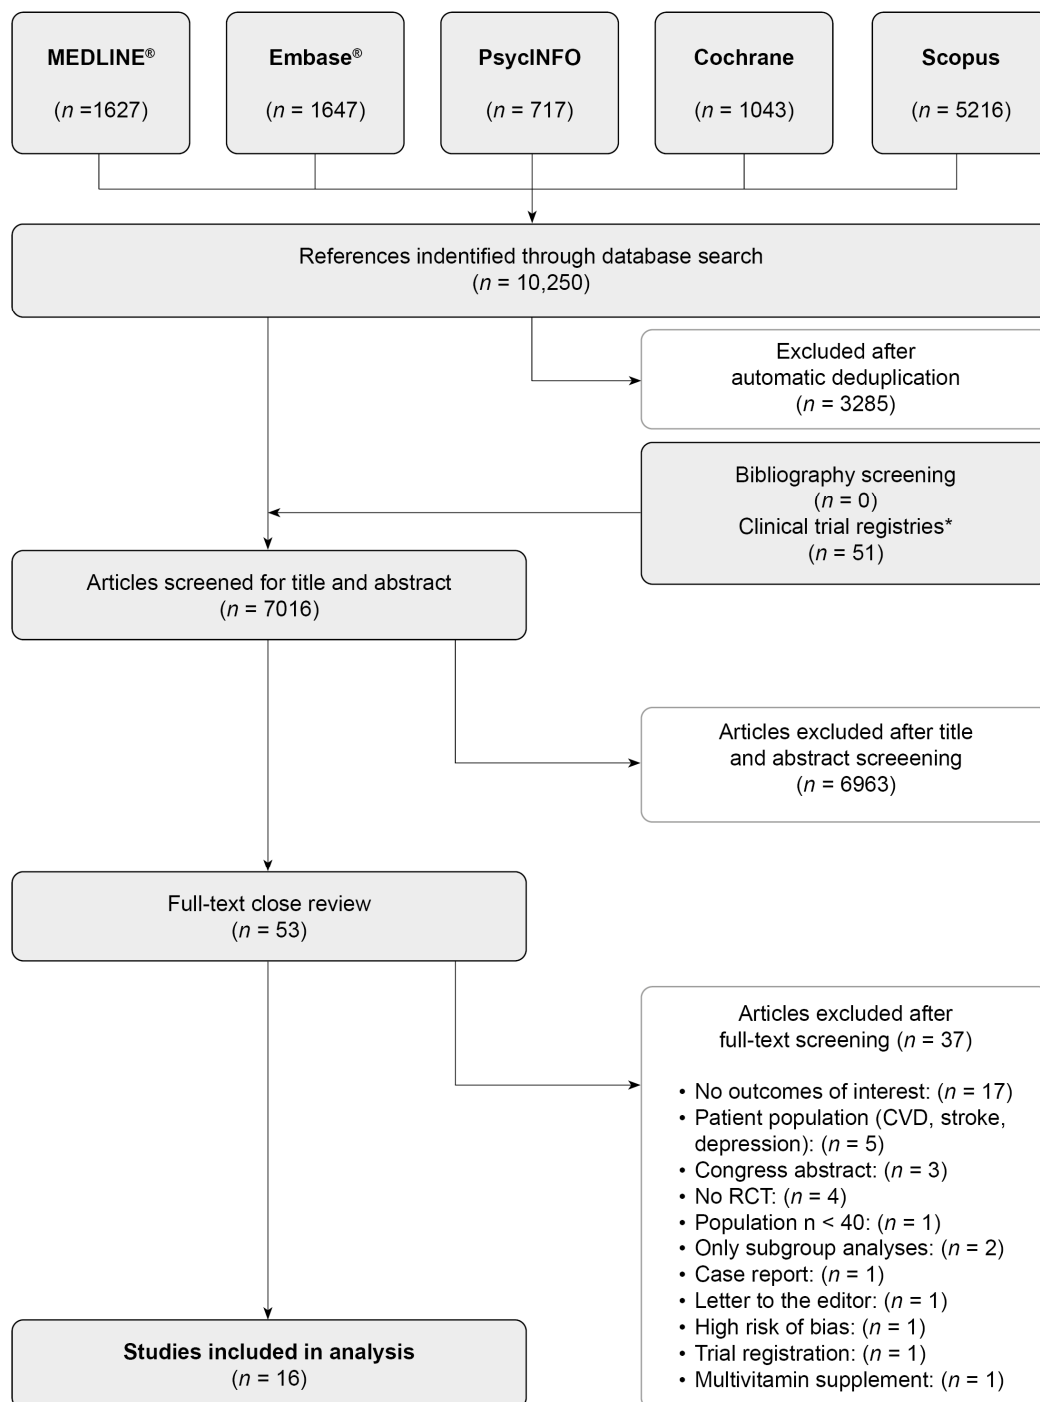 MEDLINE®
(n =1627)
Embase®
(n = 1647)
PsycINFO
(n = 717)
Cochrane
(n = 1043)
Scopus
(n = 5216)
References indentified through database search
(n = 10,250)
Excluded after
automatic deduplication
(n = 3285)
Bibliography screening
(n = 0)
Clinical trial registries*
(n = 51)
Articles screened for title and abstract
(n = 7016)
Articles excluded after title
and abstract screeening
(n = 6963)
Full-text close review
(n = 53)
Articles excluded after
full-text screening (n = 37)
• No outcomes of interest: (n = 17)
• Patient population (CVD, stroke,
depression): (n = 5)
• Congress abstract: (n = 3)
• No RCT: (n = 4)
• Population n < 40: (n = 1)
• Only subgroup analyses: (n = 2)
• Case report: (n = 1)
• Letter to the editor: (n = 1)
• High risk of bias: (n = 1)
• Trial registration: (n = 1)
• Multivitamin supplement: (n = 1)
Studies included in analysis
(n = 16)